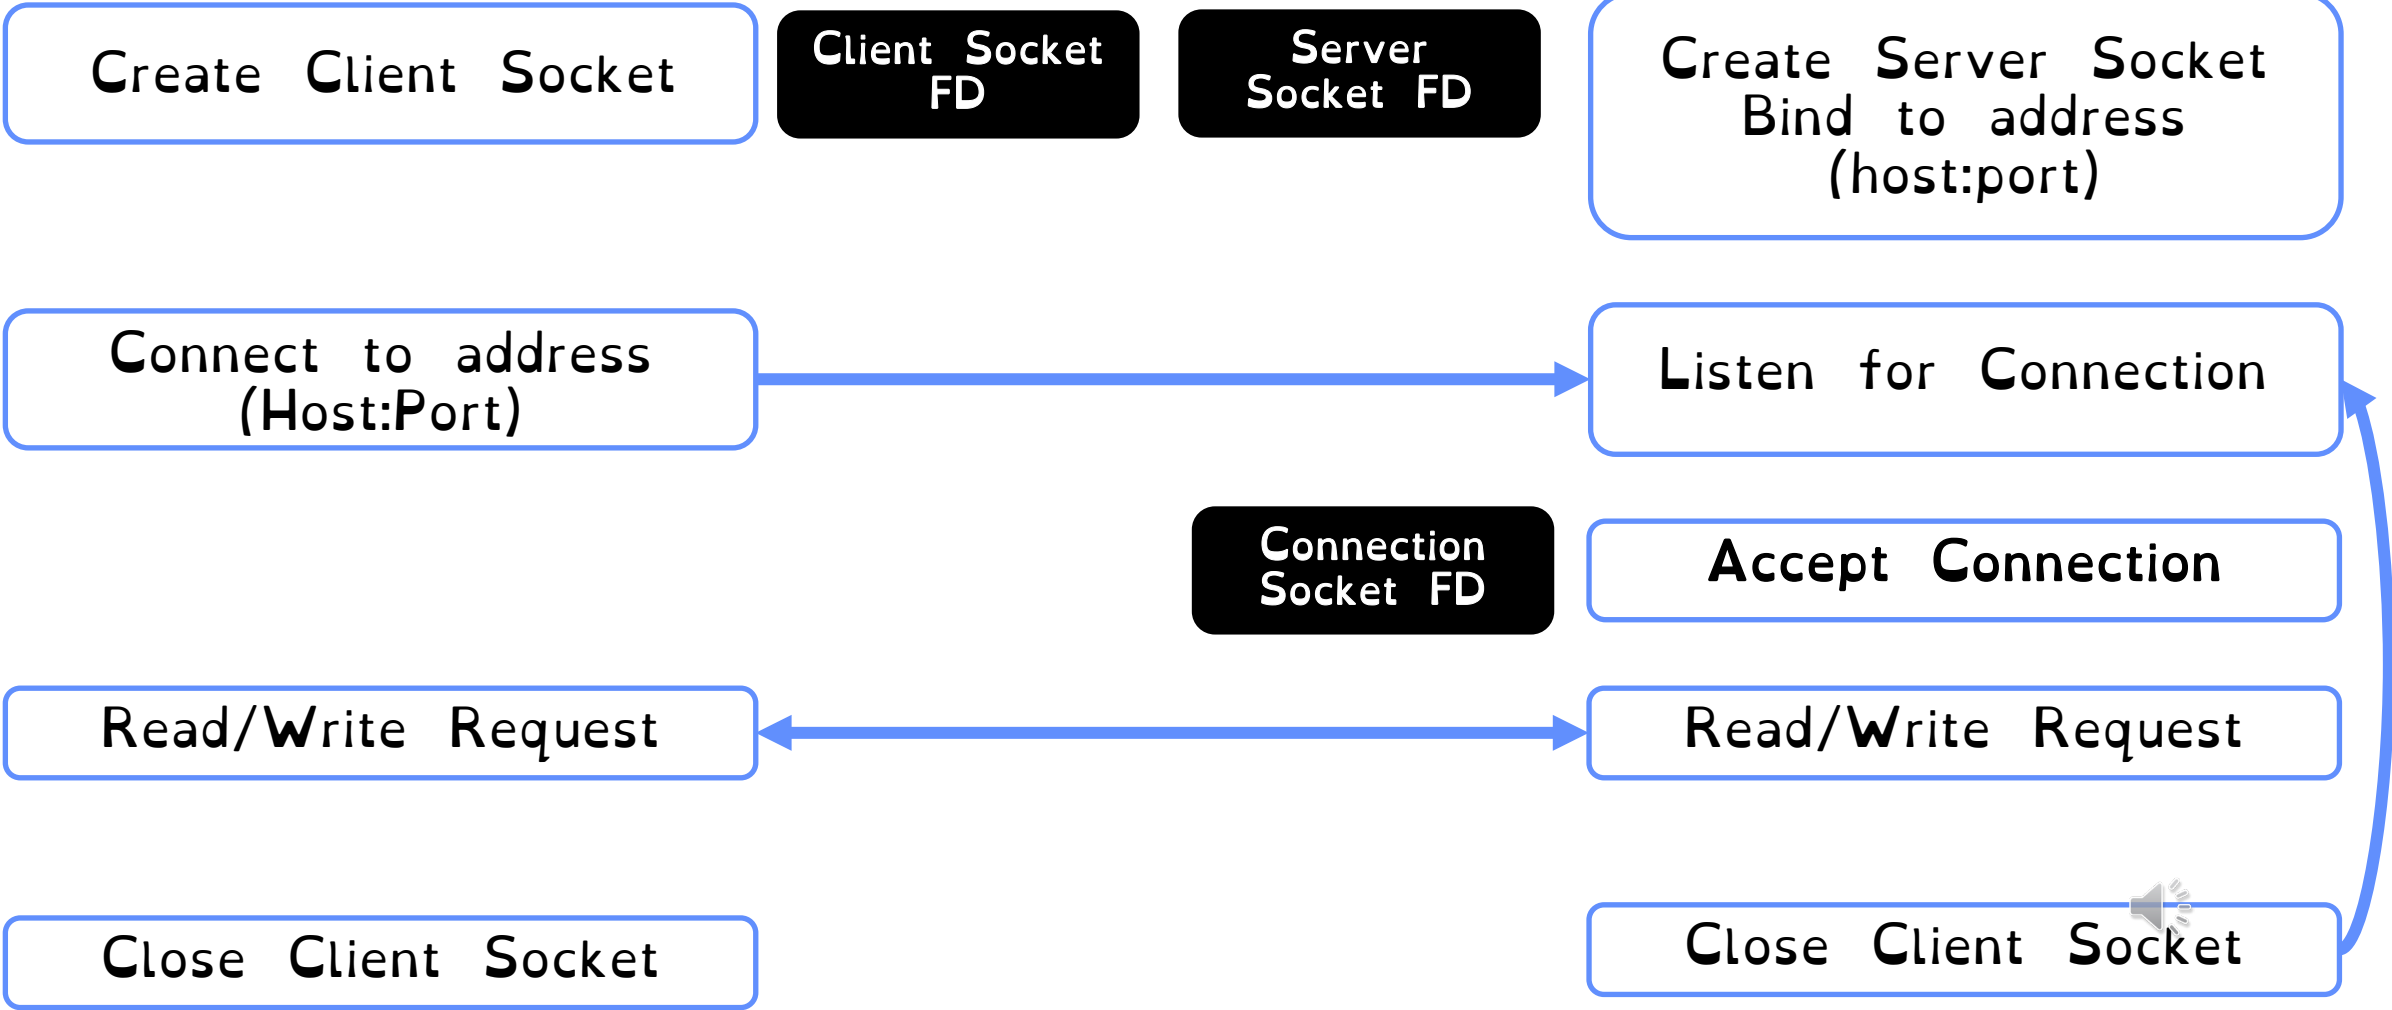 Create Client Socket
Client Socket
FD
Server
Socket FD
Create Server Socket
Bind to address
(host:port)
Connect to address
(Host:Port)
Listen for Connection
Connection
Socket FD
Accept Connection
Read/Write Request
Read/Write Request
Close Client Socket
Close Client Socket